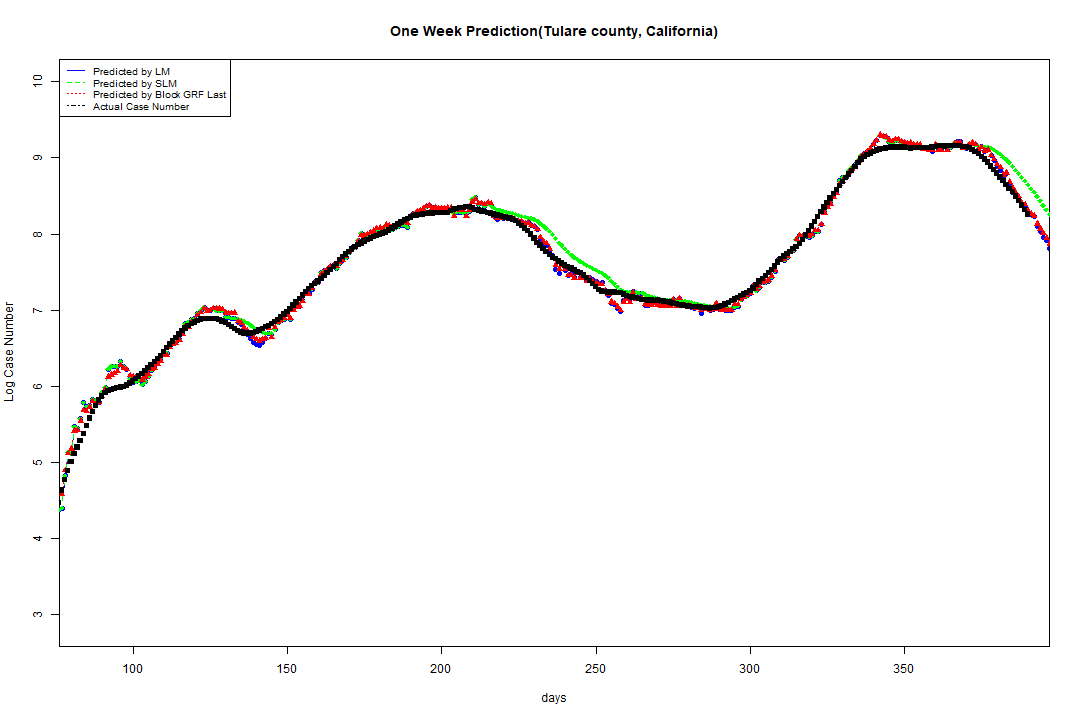 One Week Prediction(Tulare county, California)
Predicted by LM
Predicted by SLM
Predicted by Block GRF Last
Actual Case Number
10
9
8
7
6
5
4
3
Log Case Number
100 150 200 250 300 350
days